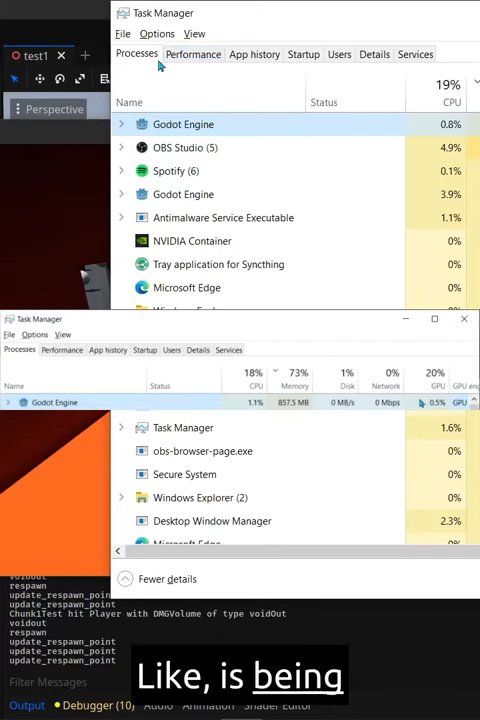 Task Manager
File Options View
test1
Processes Performance App history Startup Users Details Services
Perspective
19%
Name Status CPU
Godot Engine 0.8%
OBS Studio (5) 4.9%
Spotify (6) 0.1%
Godot Engine 3.9%
Antimalware Service Executable 1.1%
NVIDIA Container 0%
Tray application for Syncthing 0%
Microsoft Edge 0%
Task Manager
File Options View
Processes Performance App history Startup Users Details Services
18% 73% 1% 0% 20%
Name Status CPU Memory Disk Network GPU GPU en
Godot Engine 1.1% 857.5 MB 0 MB/s 0 Mbps 0.5% GPU
Task Manager 1.6%
obs-browser-page.exe 0%
Secure System 0%
Windows Explorer (2) 0%
Desktop Window Manager 2.3%
Microsoft Edge
Fewer details
voidout
respawn
update_respawn_point
update_respawn_point
Chunk1Test hit Player with DMGVolume of type voidOut
voidout
respawn
update_respawn_point
update_respawn_point
update_respawn_point
Like, is being
Filter Messages
Output Debugger (10) Audio Animation Shader Editor